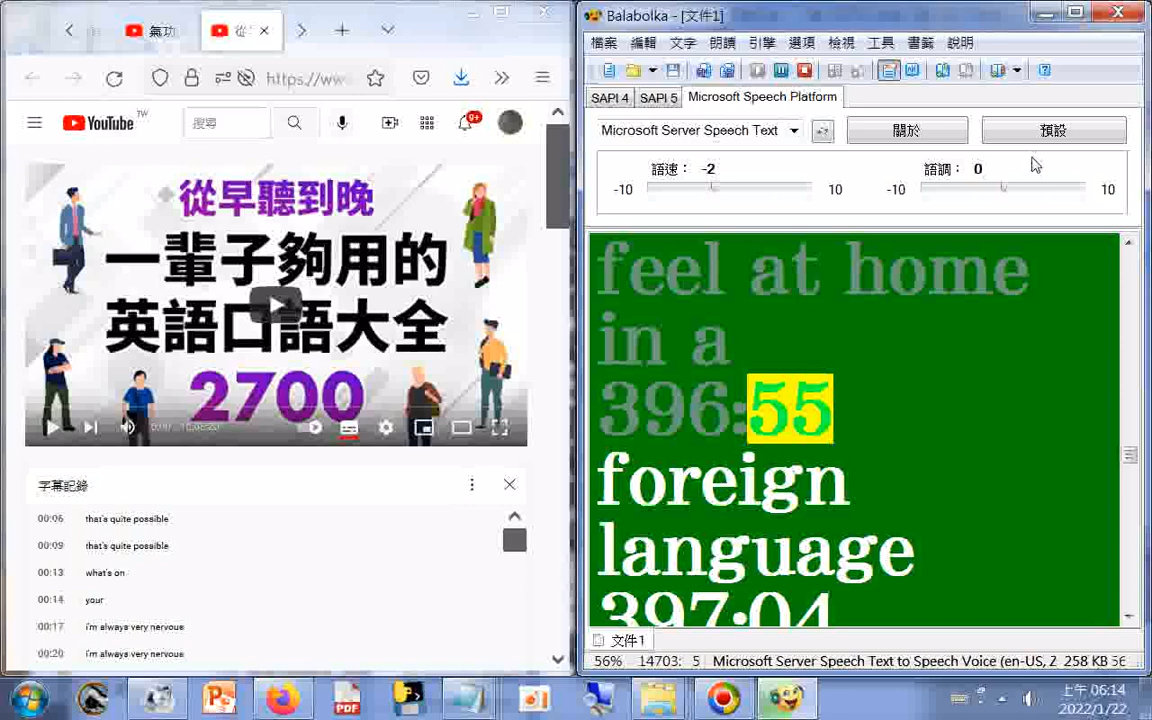 氣功
從
https://www
YouTube TW
搜尋
9+
從早聽到晚
一輩子夠用的
英語口語大全
2700
字幕記錄
00:06 that's quite possible
00:09 that's quite possible
00:13 what's on
00:14 your
00:17 i'm always very nervous
00:20 i'm always very nervous
Balabolka - [文件1]
檔案 編輯 文字 朗讀 引擎 選項 檢視 工具 書籤 說明
SAPI 4 SAPI 5 Microsoft Speech Platform
Microsoft Server Speech Text 關於 預設
語速： -2 語調： 0
-10 10 -10 10
feel at home
in a
396:55
foreign
language
397:04
文件1
56% 14703: 5 Microsoft Server Speech Text to Speech Voice (en-US, Z 258 KB
PDF
上午 06:14
2022/1/22